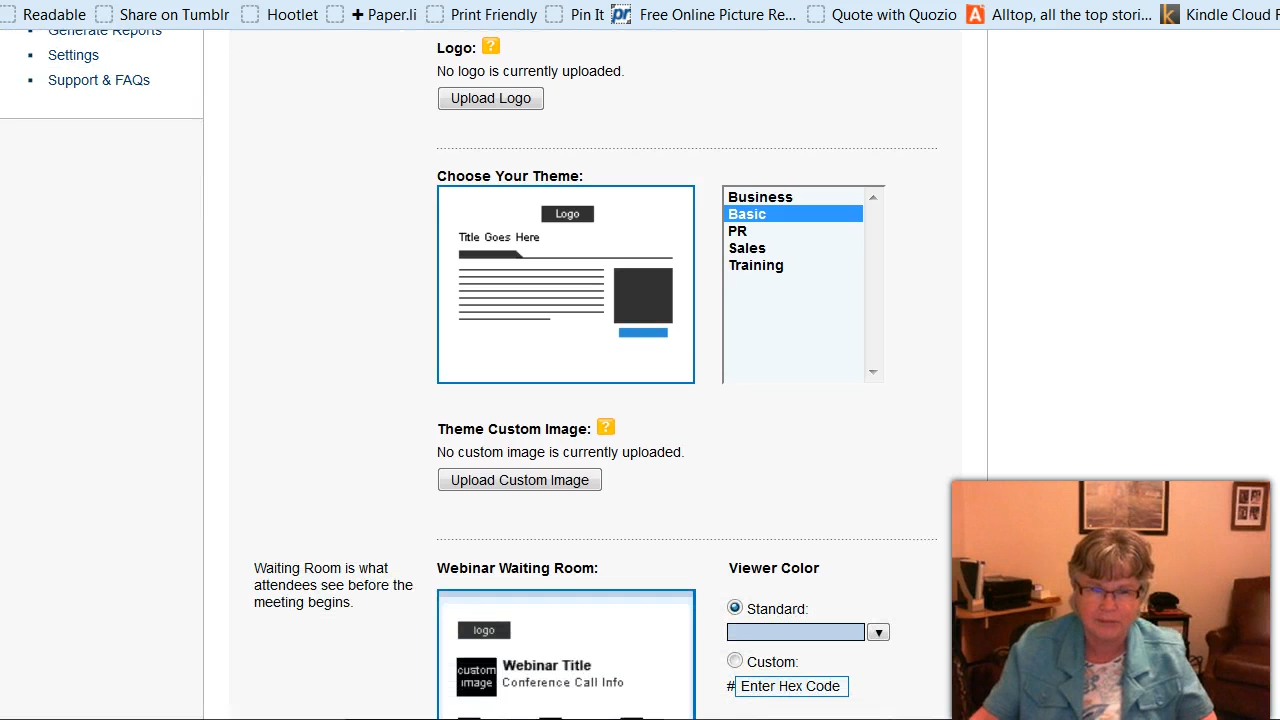 Readable Share on Tumblr Hootlet + Paper.li Print Friendly Pin It pr Free Online Picture Re... Quote with Quozio A Alltop, all the top stori... k Kindle Cloud
Generate Reports
Settings
Support & FAQs
Logo: ?
No logo is currently uploaded.
Upload Logo
Choose Your Theme:
Logo
Title Goes Here
Business
Basic
PR
Sales
Training
Theme Custom Image: ?
No custom image is currently uploaded.
Upload Custom Image
Waiting Room is what
attendees see before the
meeting begins.
Webinar Waiting Room:
logo
custom
image
Webinar Title
Conference Call Info
Viewer Color
Standard:
Custom:
# Enter Hex Code